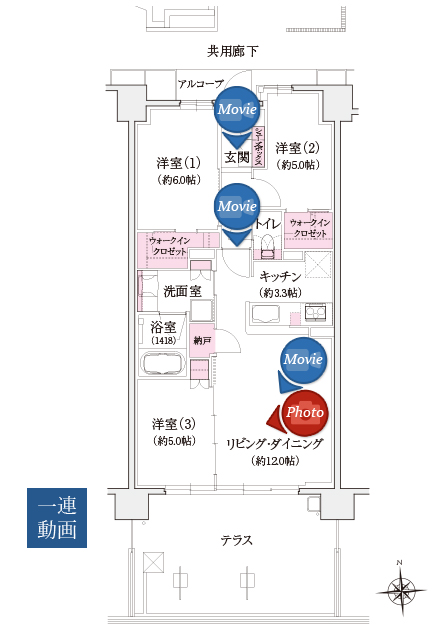 共用廊下
アルコーブ
Movie
洋室(1)
(約6.0帖)
玄関
シューズボックス
洋室(2)
(約5.0帖)
Movie
トイレ
ウォークイン
クロゼット
ウォークイン
クロゼット
洗面室
キッチン
(約3.3帖)
浴室
(1418)
納戸
Movie
Photo
洋室(3)
(約5.0帖)
リビング・ダイニング
(約12.0帖)
一連
動画
テラス
N